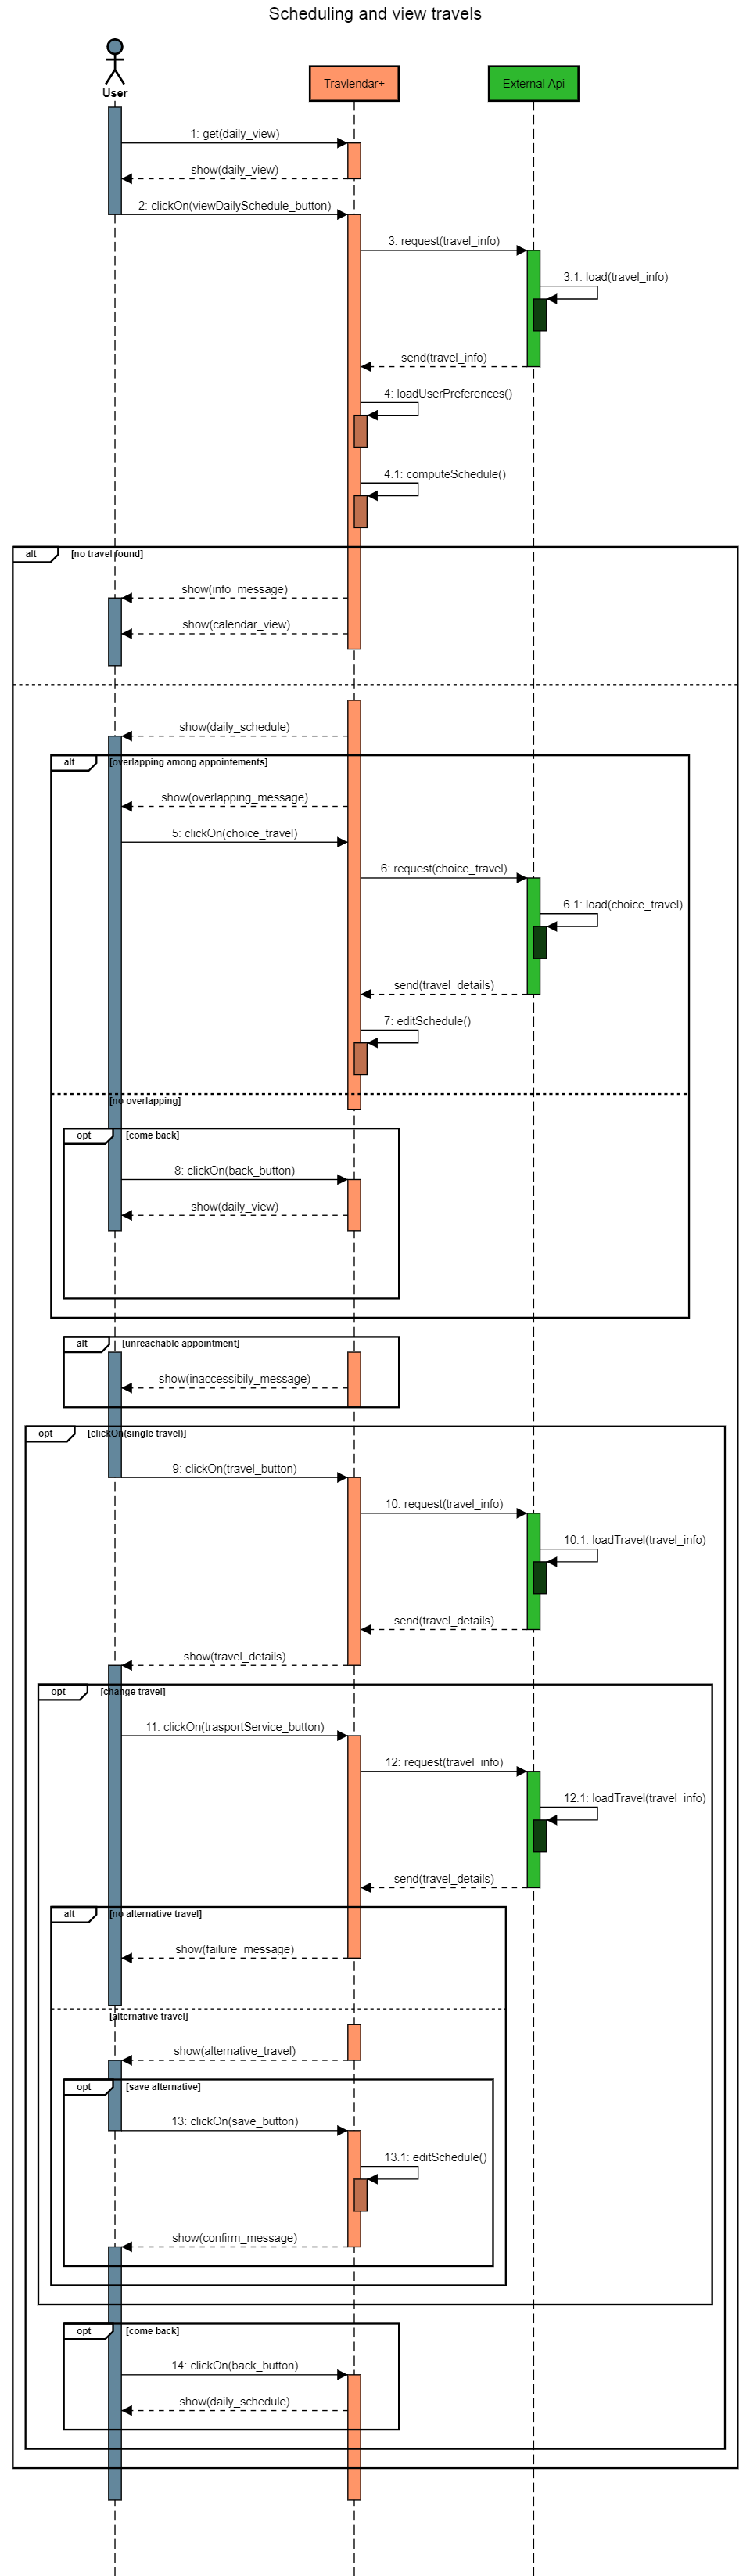 Scheduling and view travels
User
Travlendar+
External Api
1: get(daily_view)
show(daily_view)
2: clickOn(viewDailySchedule_button)
3: request(travel_info)
3.1: load(travel_info)
send(travel_info)
4: loadUserPreferences()
4.1: computeSchedule()
alt
[no travel found]
show(info_message)
show(calendar_view)
show(daily_schedule)
alt
[overlapping among appointements]
show(overlapping_message)
5: clickOn(choice_travel)
6: request(choice_travel)
6.1: load(choice_travel)
send(travel_details)
7: editSchedule()
[no overlapping]
opt
[come back]
8: clickOn(back_button)
show(daily_view)
alt
[unreachable appointment]
show(inaccessibily_message)
opt
[clickOn(single travel)]
9: clickOn(travel_button)
10: request(travel_info)
10.1: loadTravel(travel_info)
send(travel_details)
show(travel_details)
opt
[change travel]
11: clickOn(trasportService_button)
12: request(travel_info)
12.1: loadTravel(travel_info)
send(travel_details)
alt
[no alternative travel]
show(failure_message)
[alternative travel]
show(alternative_travel)
opt
[save alternative]
13: clickOn(save_button)
13.1: editSchedule()
show(confirm_message)
opt
[come back]
14: clickOn(back_button)
show(daily_schedule)